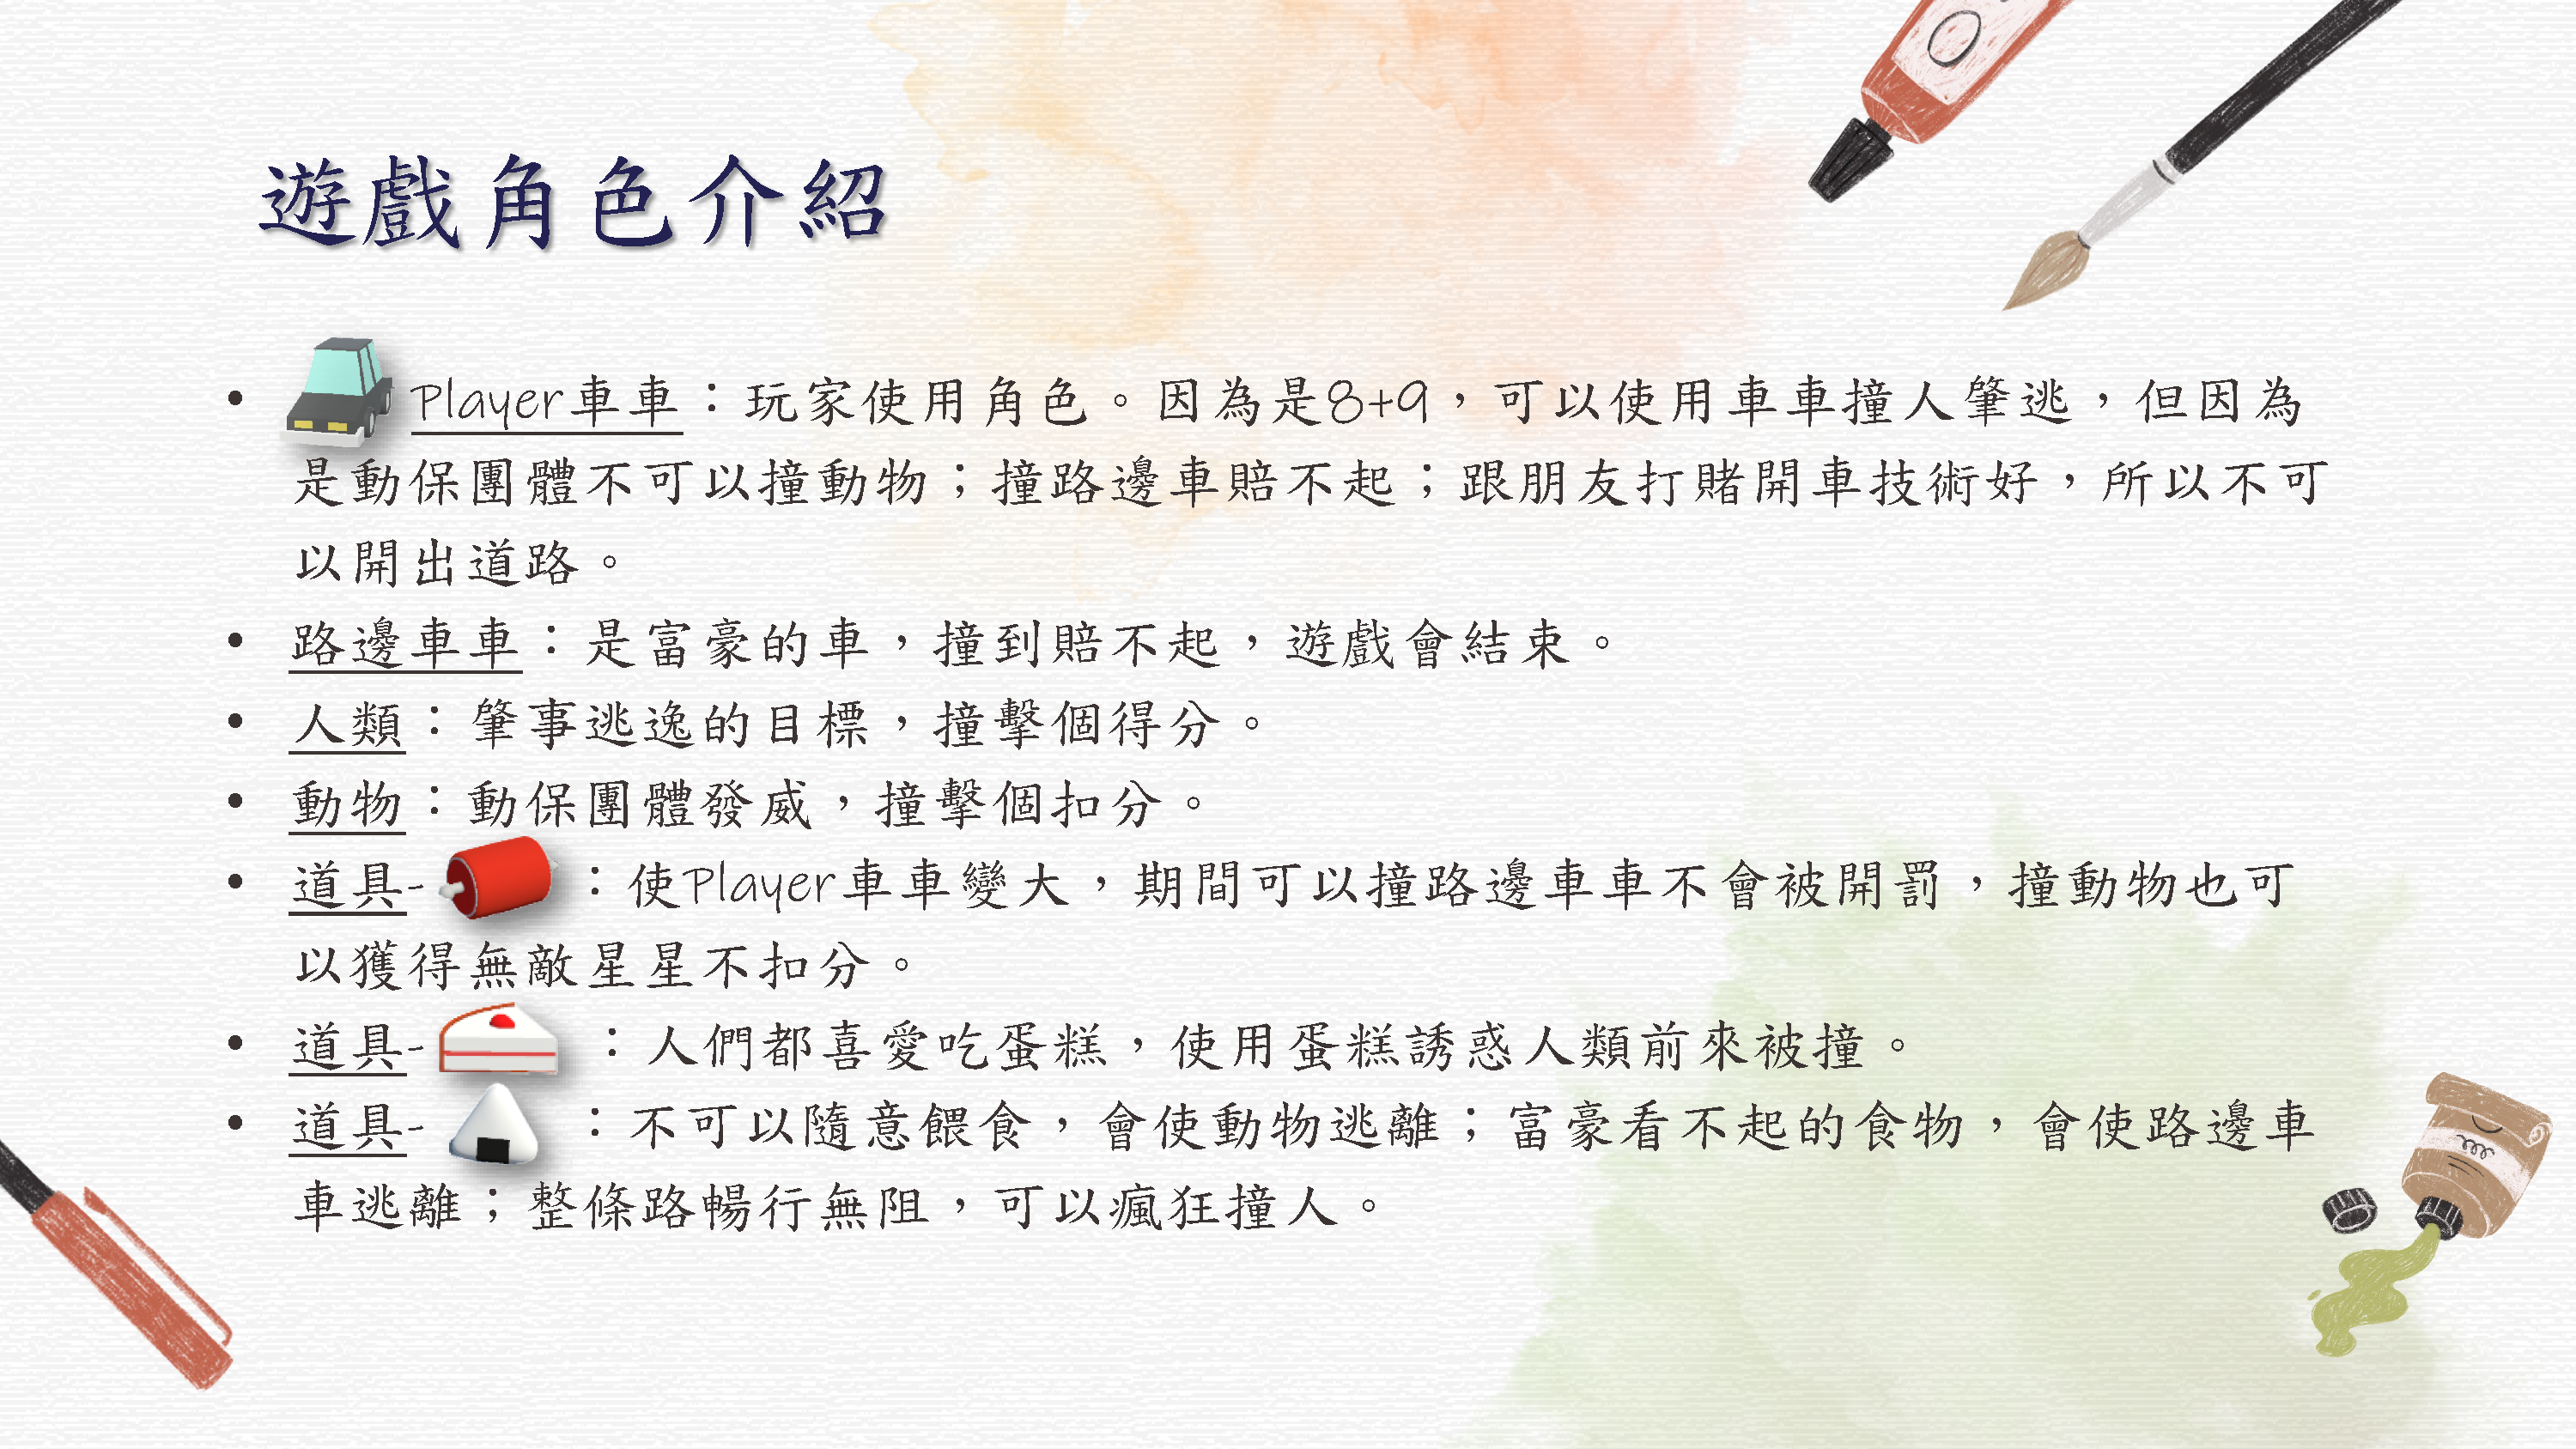 遊戲角色介紹
• Player車車：玩家使用角色。因為是8+9，可以使用車車撞人肇逃，但因為
是動保團體不可以撞動物；撞路邊車賠不起；跟朋友打賭開車技術好，所以不可
以開出道路。
• 路邊車車：是富豪的車，撞到賠不起，遊戲會結束。
• 人類：肇事逃逸的目標，撞擊個得分。
• 動物：動保團體發威，撞擊個扣分。
• 道具-：使Player車車變大，期間可以撞路邊車車不會被開罰，撞動物也可
以獲得無敵星星不扣分。
• 道具-：人們都喜愛吃蛋糕，使用蛋糕誘惑人類前來被撞。
• 道具-：不可以隨意餵食，會使動物逃離；富豪看不起的食物，會使路邊車
車逃離；整條路暢行無阻，可以瘋狂撞人。